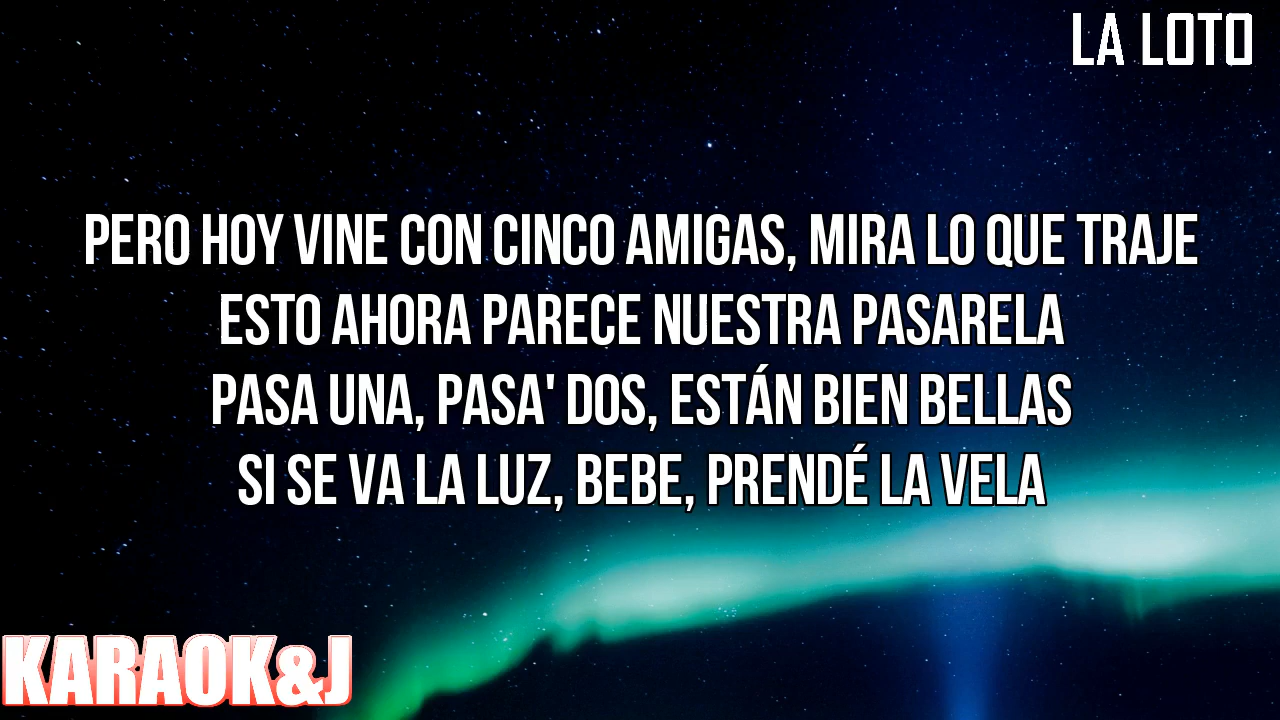 LA LOTO
PERO HOY VINE CON CINCO AMIGAS, MIRA LO QUE TRAJE
ESTO AHORA PARECE NUESTRA PASARELA
PASA UNA, PASA' DOS, ESTÁN BIEN BELLAS
SI SE VA LA LUZ, BEBE, PRENDÉ LA VELA
KARAOK&J